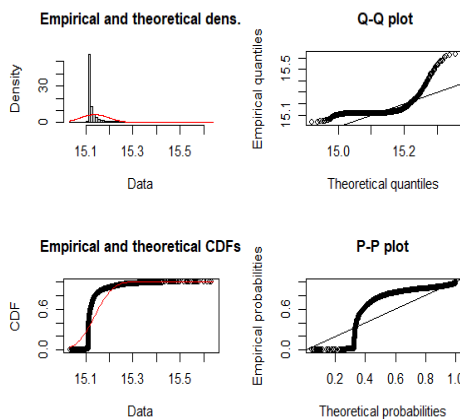 Empirical and theoretical dens.
Density
0
30
15.1
15.3
15.5
Data
Q-Q plot
Empirical quantiles
15.1
15.5
15.0
15.2
Theoretical quantiles
Empirical and theoretical CDFs
CDF
0.0
0.6
15.1
15.3
15.5
Data
P-P plot
Empirical probabilities
0.0
0.6
0.2
0.4
0.6
0.8
1.0
Theoretical probabilities